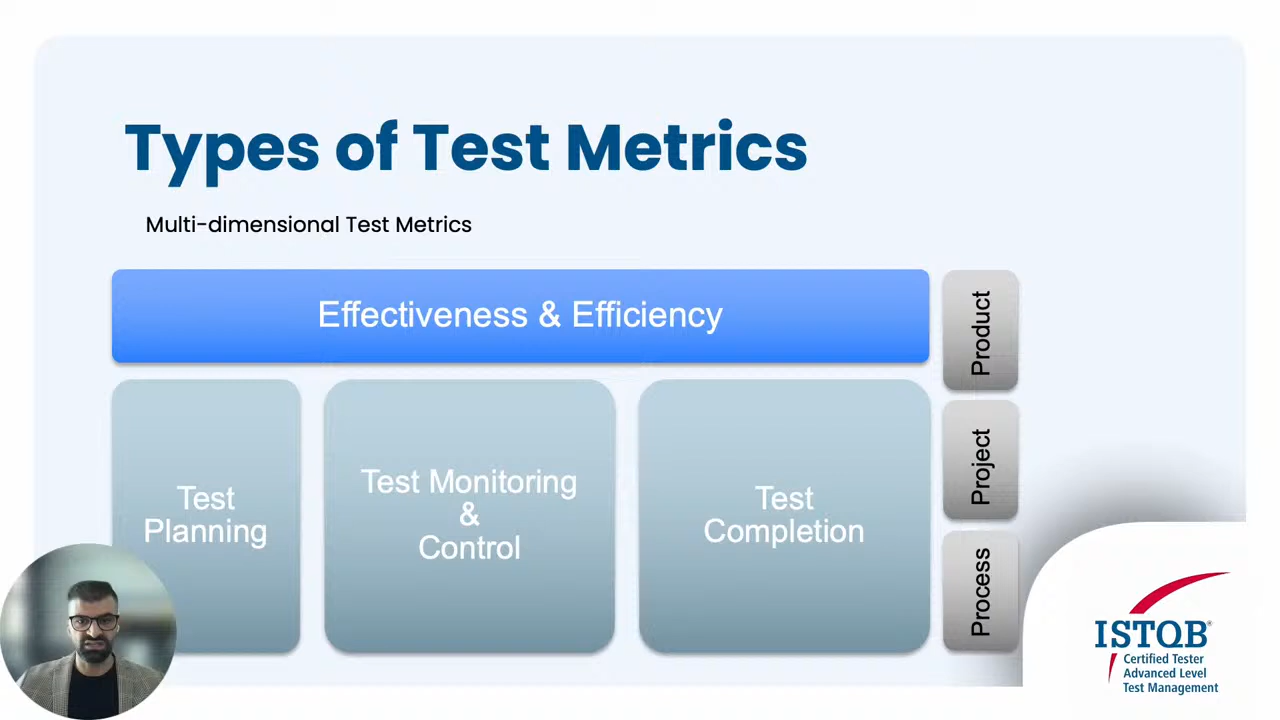 Types of Test Metrics
Multi-dimensional Test Metrics
Effectiveness & Efficiency
Product
Test
Planning
Test Monitoring
&
Control
Test
Completion
Project
Process
ISTQB®
Certified Tester
Advanced Level
Test Management